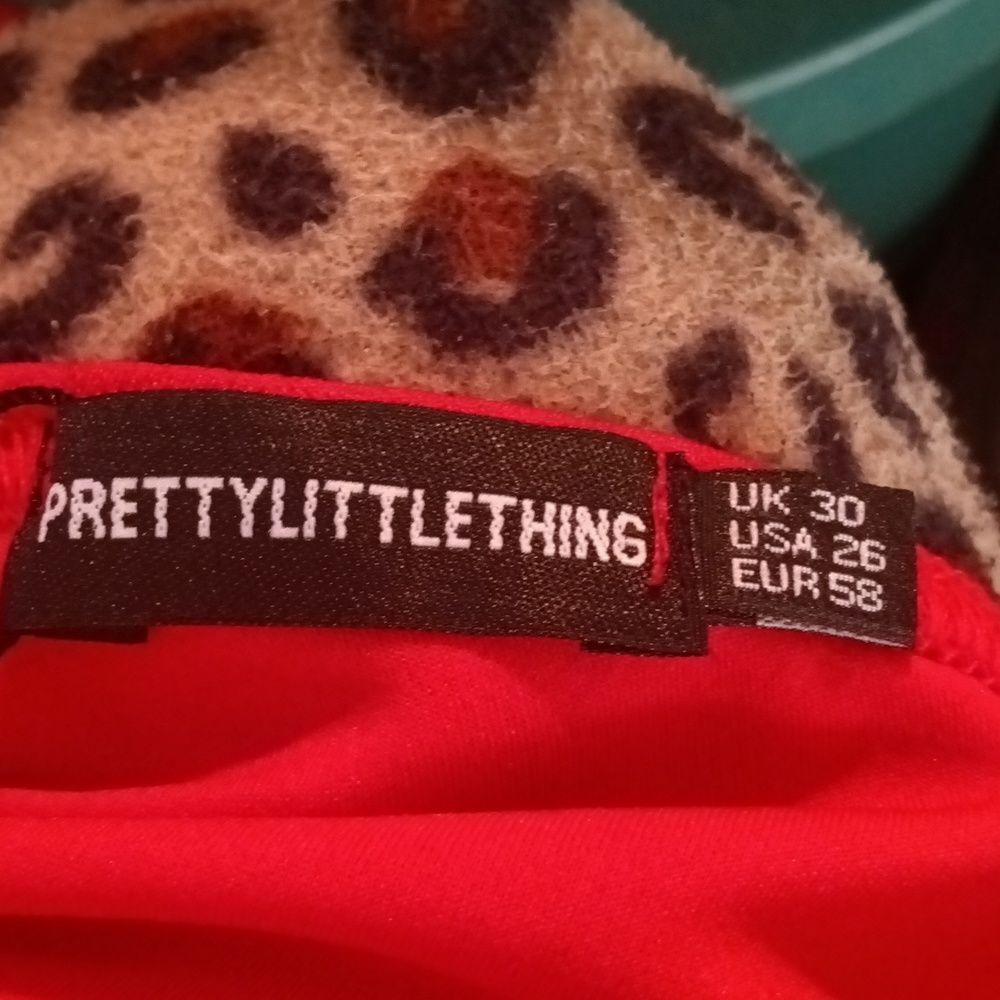 PRETTYLITTLETHING
UK 30
USA 26
EUR 58